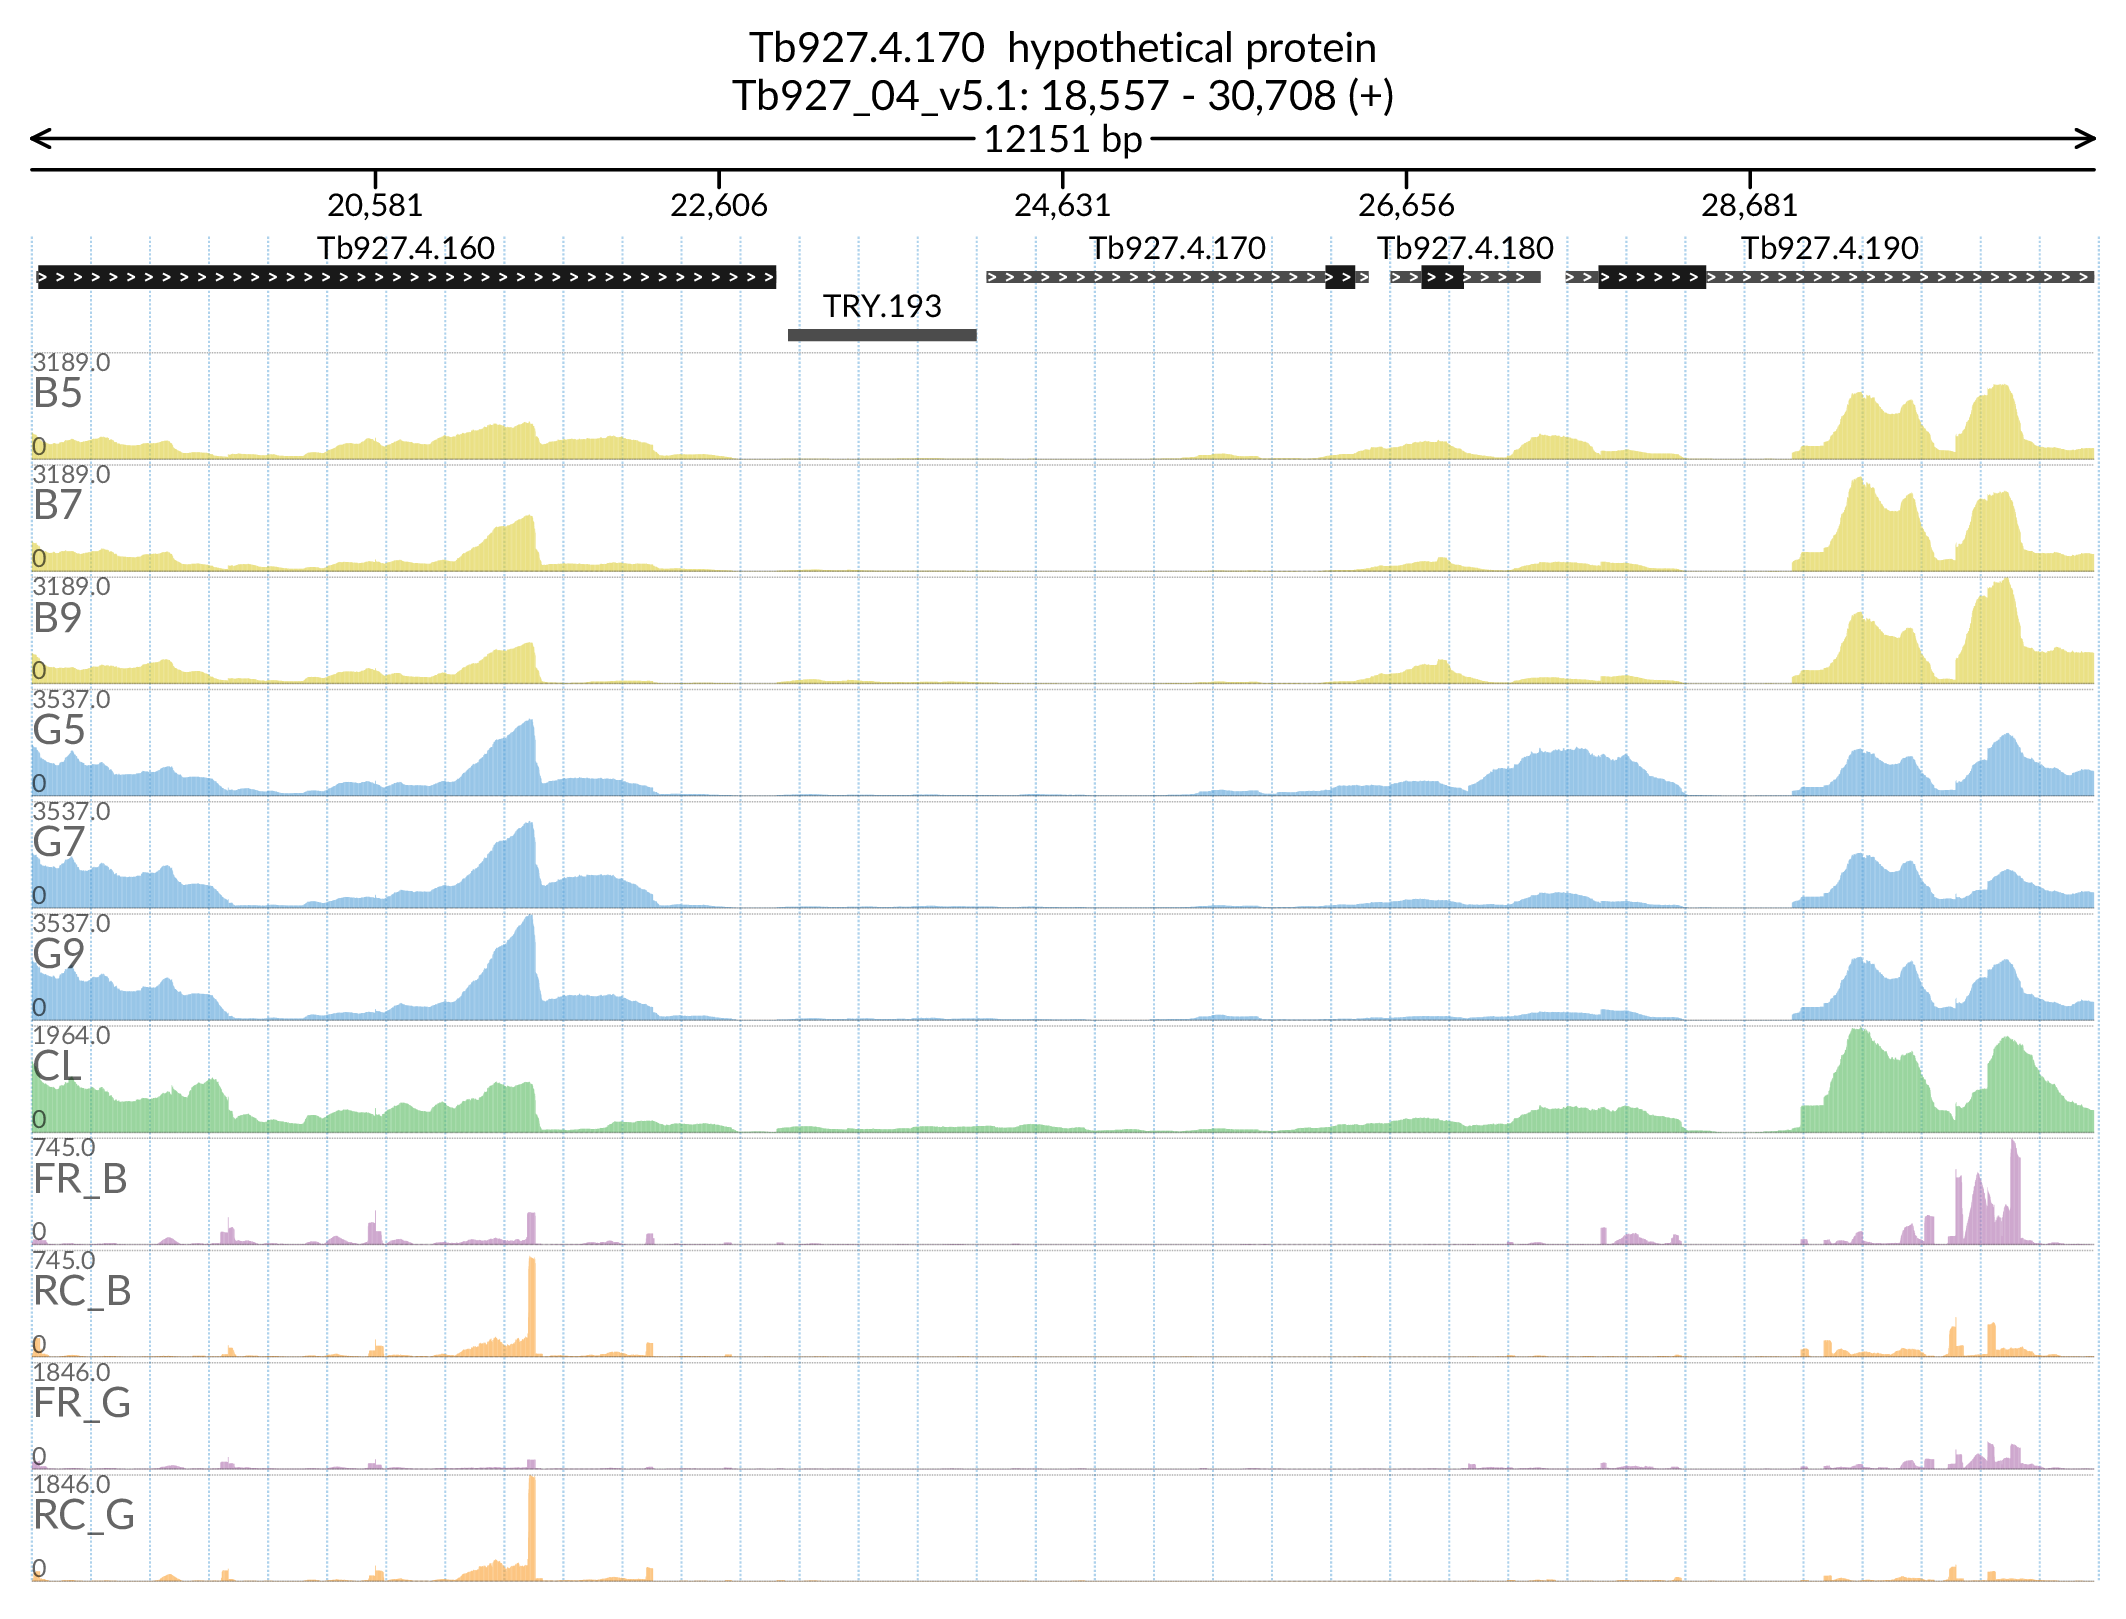 Tb927.4.170  hypothetical protein
Tb927_04_v5.1: 18,557 - 30,708 (+)
12151 bp
20,581 22,606 24,631 26,656 28,681
Tb927.4.160 Tb927.4.170 Tb927.4.180 Tb927.4.190
TRY.193
3189.0
B5
0
3189.0
B7
0
3189.0
B9
0
3537.0
G5
0
3537.0
G7
0
3537.0
G9
0
1964.0
CL
0
745.0
FR_B
0
745.0
RC_B
0
1846.0
FR_G
0
1846.0
RC_G
0